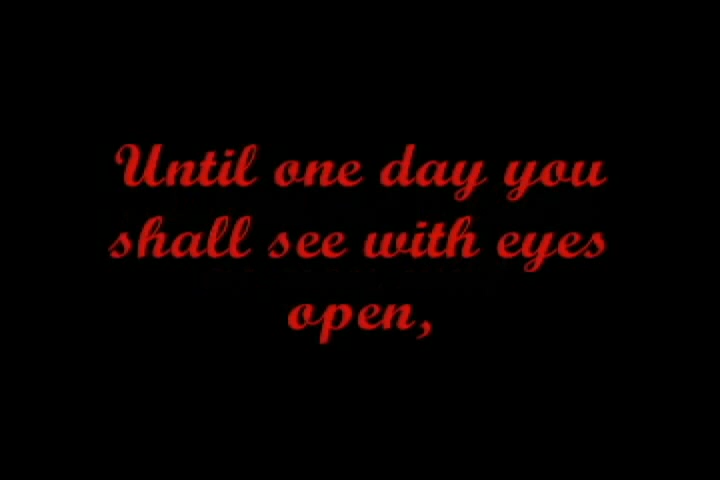 Until one day you
shall see with eyes
open,